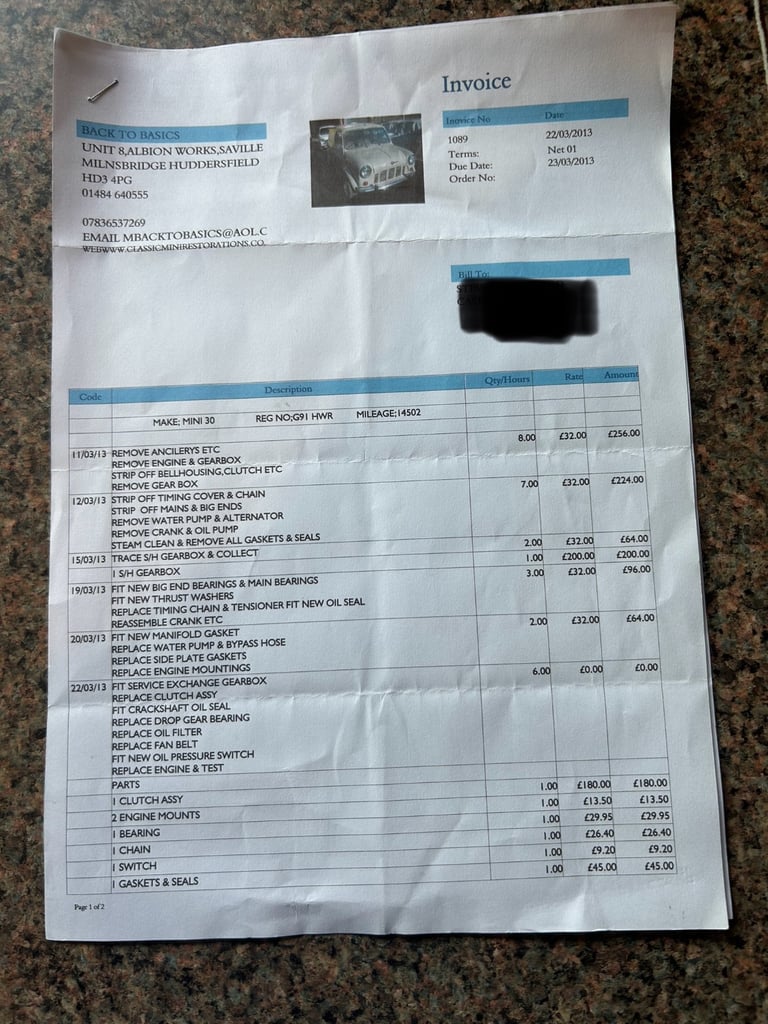 Invoice
BACK TO BASICS
UNIT 8,ALBION WORKS,SAVILLE
MILNSBRIDGE HUDDERSFIELD
HD3 4PG
01484 640555
07836537269
EMAIL MBACKTOBASICS@AOL.C
WEBWWW.CLASSICMINIRESTORATIONS.CO.
Inovice No Date
1089 22/03/2013
Terms: Net 01
Due Date: 23/03/2013
Order No:
Bill To:
Code Description Qty/Hours Rate Amount
MAKE; MINI 30 REG NO;G91 HWR MILEAGE;14502
11/03/13 REMOVE ANCILERYS ETC 8.00 £32.00 £256.00
REMOVE ENGINE & GEARBOX
STRIP OFF BELLHOUSING,CLUTCH ETC
REMOVE GEAR BOX
12/03/13 STRIP OFF TIMING COVER & CHAIN 7.00 £32.00 £224.00
STRIP OFF MAINS & BIG ENDS
REMOVE WATER PUMP & ALTERNATOR
REMOVE CRANK & OIL PUMP
STEAM CLEAN & REMOVE ALL GASKETS & SEALS
15/03/13 TRACE S/H GEARBOX & COLLECT 2.00 £32.00 £64.00
1 S/H GEARBOX 1.00 £200.00 £200.00
19/03/13 FIT NEW BIG END BEARINGS & MAIN BEARINGS 3.00 £32.00 £96.00
FIT NEW THRUST WASHERS
REPLACE TIMING CHAIN & TENSIONER FIT NEW OIL SEAL
REASSEMBLE CRANK ETC
20/03/13 FIT NEW MANIFOLD GASKET 2.00 £32.00 £64.00
REPLACE WATER PUMP & BYPASS HOSE
REPLACE SIDE PLATE GASKETS
REPLACE ENGINE MOUNTINGS
22/03/13 FIT SERVICE EXCHANGE GEARBOX 6.00 £0.00 £0.00
REPLACE CLUTCH ASSY
FIT CRACKSHAFT OIL SEAL
REPLACE DROP GEAR BEARING
REPLACE OIL FILTER
REPLACE FAN BELT
FIT NEW OIL PRESSURE SWITCH
REPLACE ENGINE & TEST
PARTS
1 CLUTCH ASSY 1.00 £180.00 £180.00
2 ENGINE MOUNTS 1.00 £13.50 £13.50
1 BEARING 1.00 £29.95 £29.95
1 CHAIN 1.00 £26.40 £26.40
1 SWITCH 1.00 £9.20 £9.20
1 GASKETS & SEALS 1.00 £45.00 £45.00
Page 1 of 2